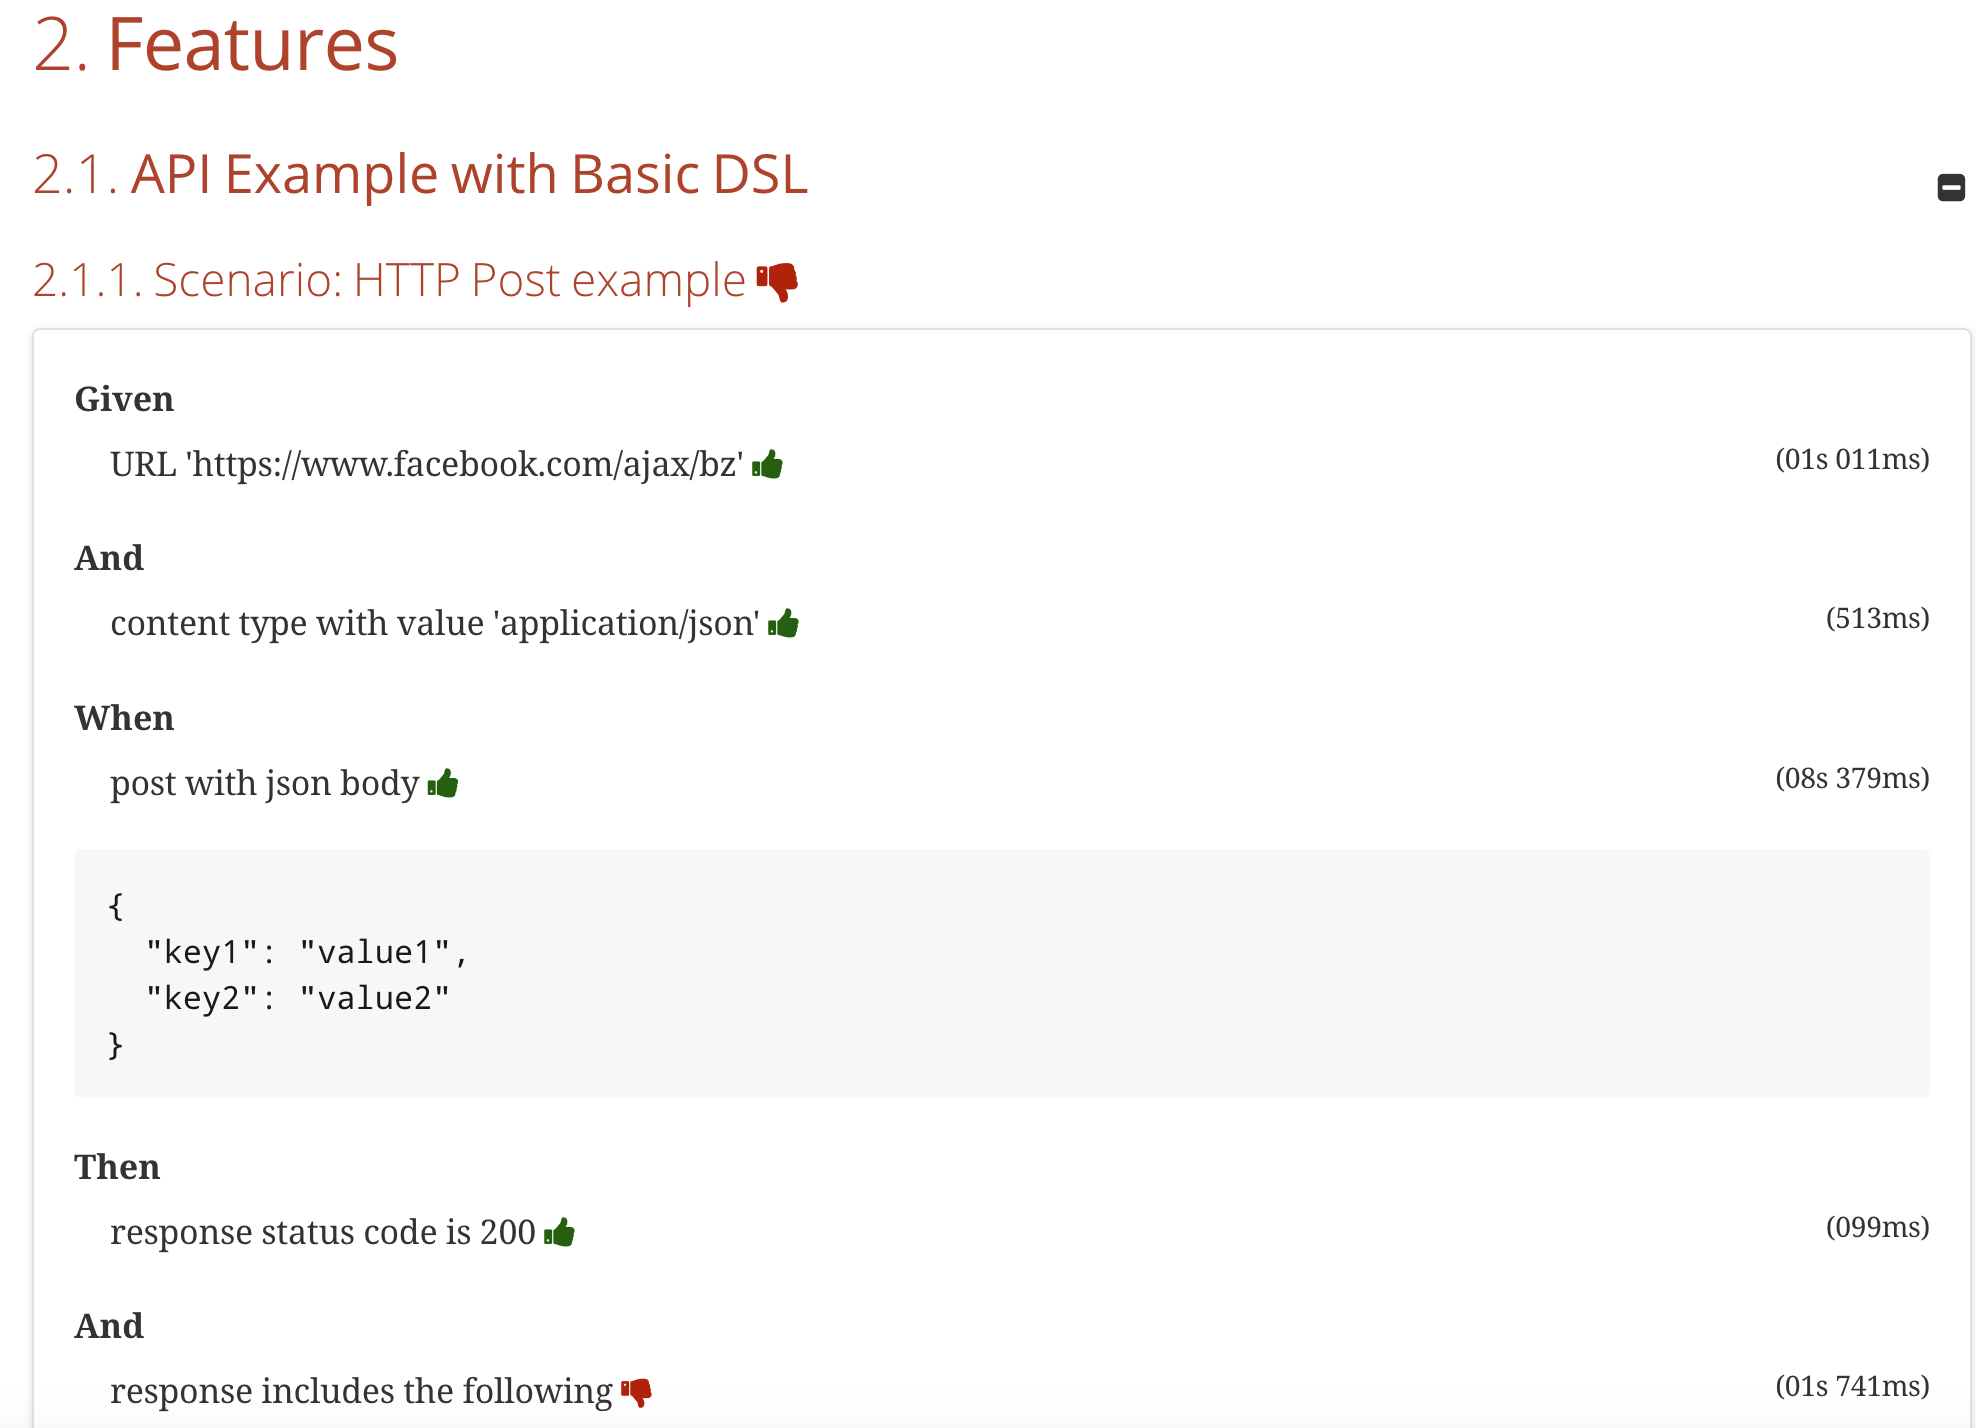 2. Features
2.1. API Example with Basic DSL
2.1.1. Scenario: HTTP Post example
Given
URL 'https://www.facebook.com/ajax/bz' (01s 011ms)
And
content type with value 'application/json' (513ms)
When
post with json body (08s 379ms)
{
  "key1": "value1",
  "key2": "value2"
}
Then
response status code is 200 (099ms)
And
response includes the following (01s 741ms)